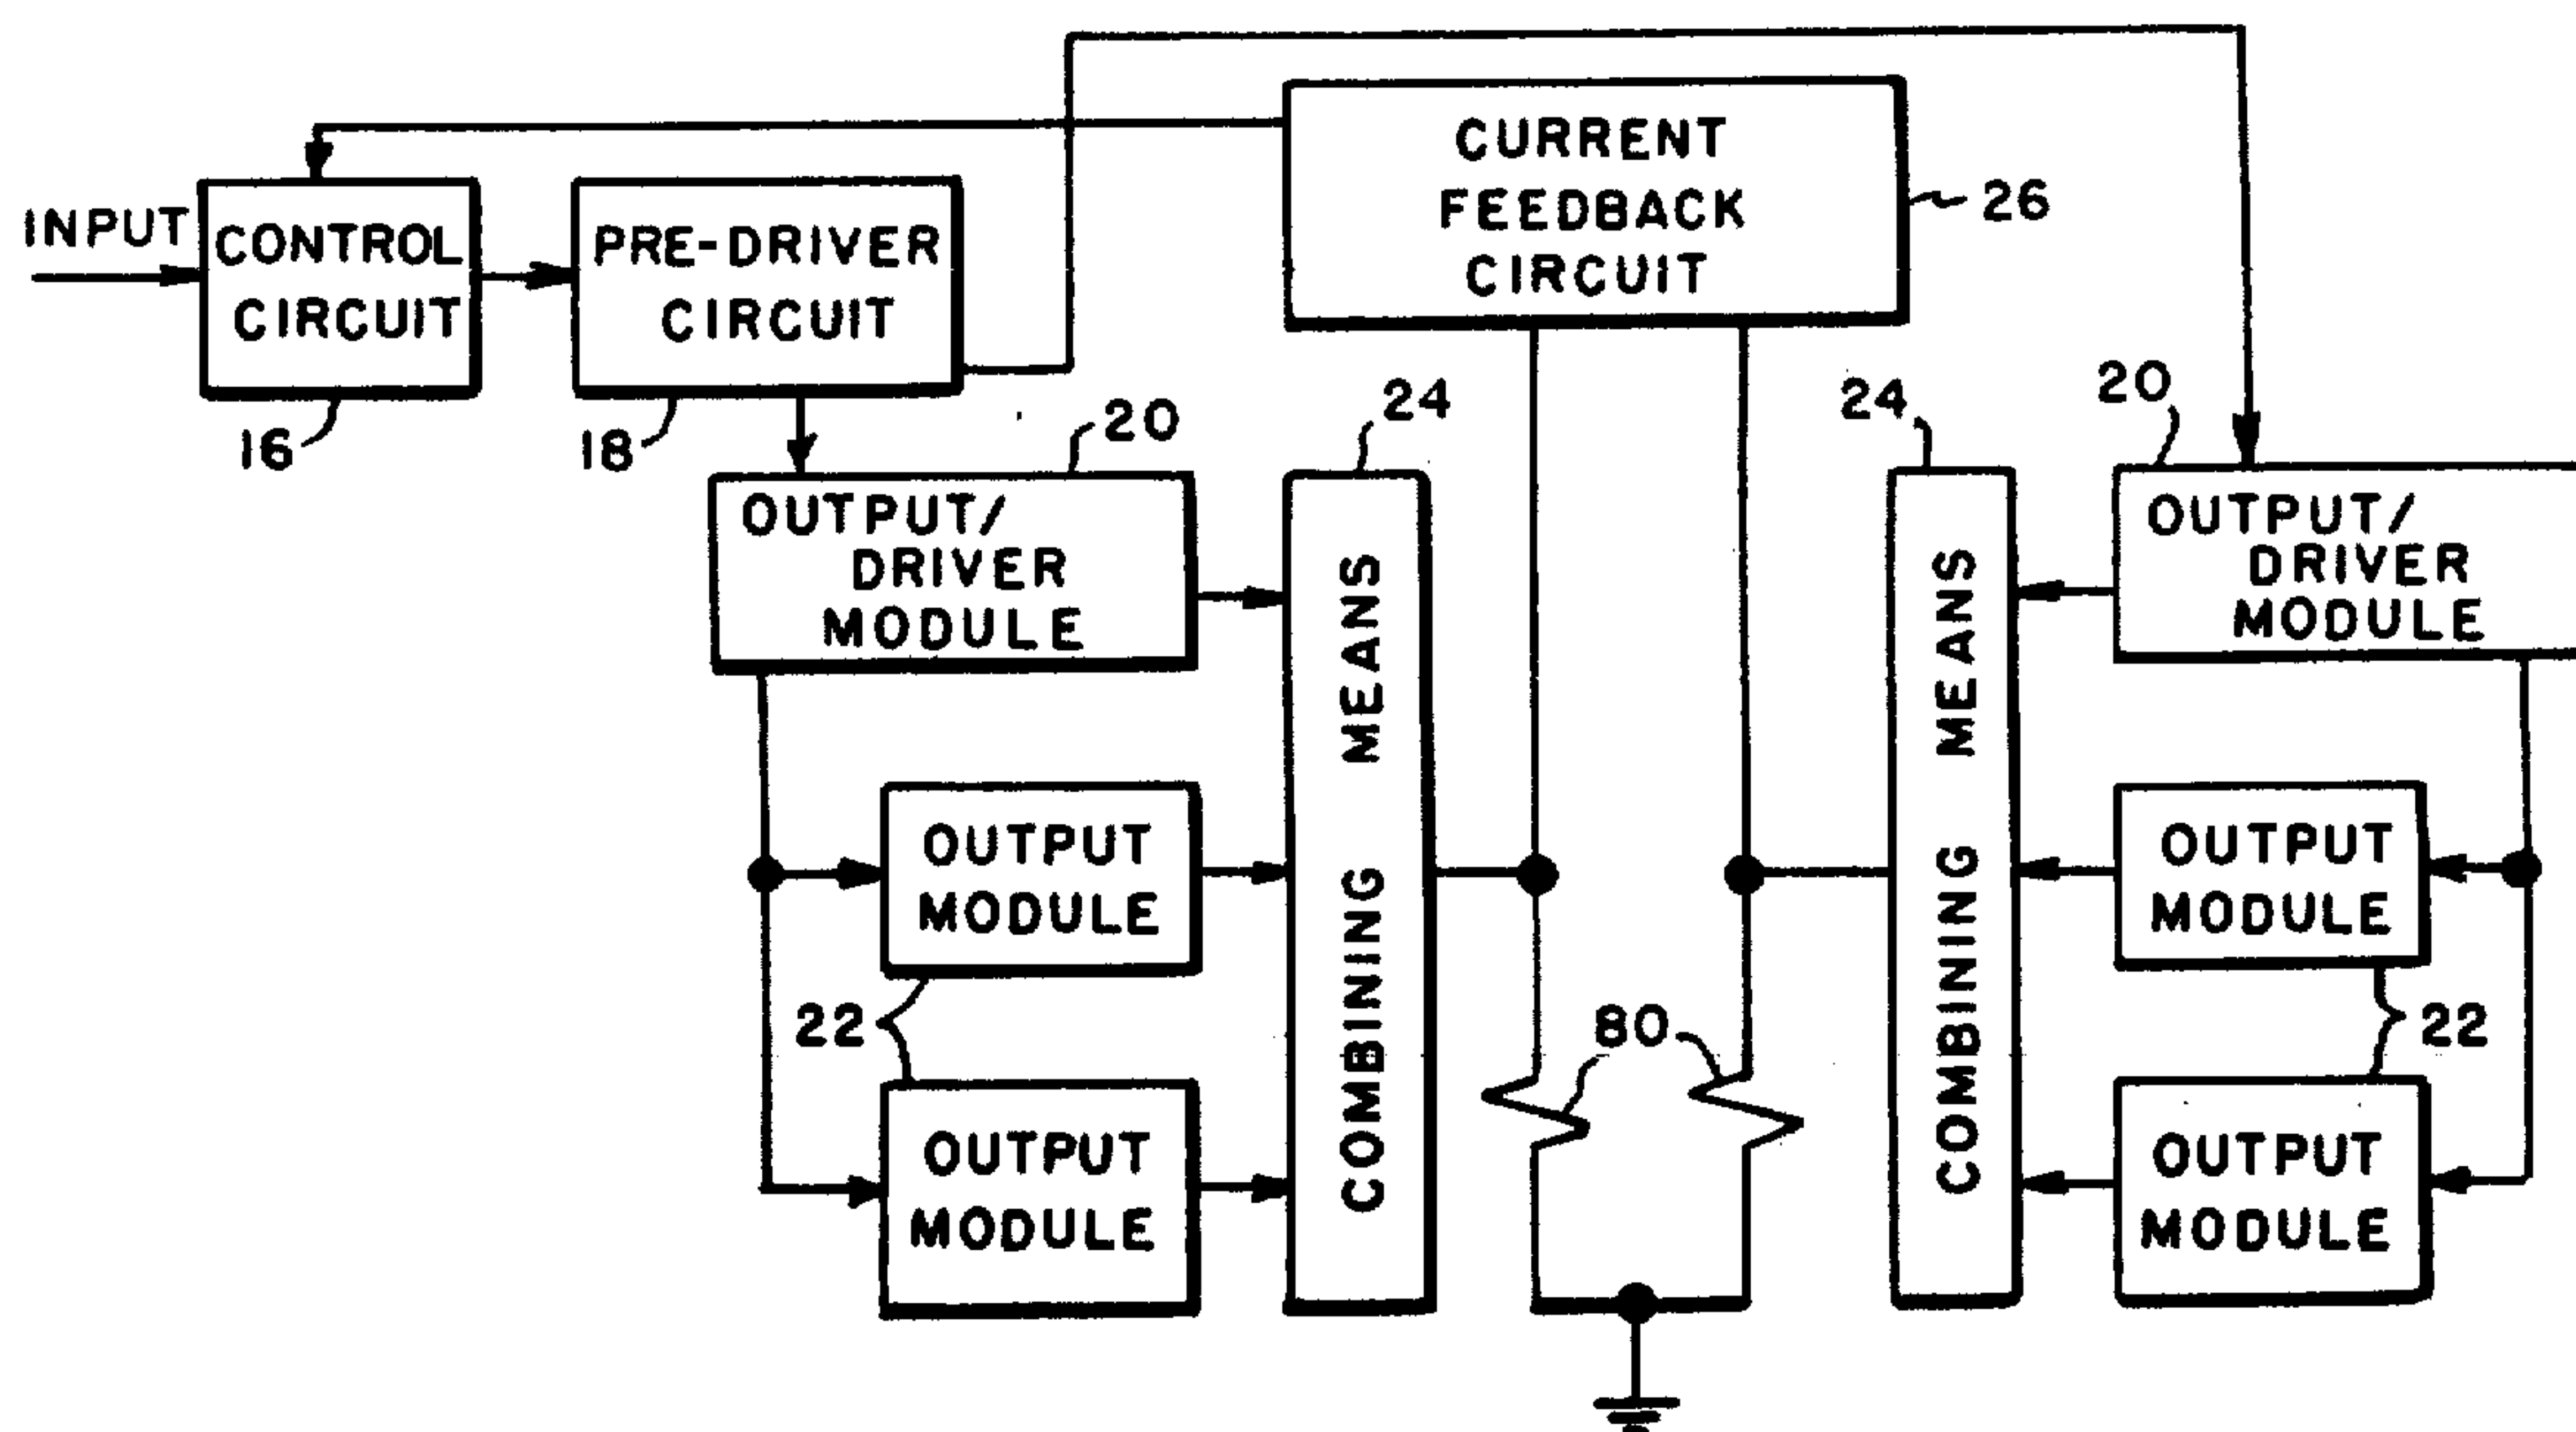 INPUT
CONTROL
CIRCUIT
16
PRE-DRIVER
CIRCUIT
18
CURRENT
FEEDBACK
CIRCUIT
26
OUTPUT/
DRIVER
MODULE
20
24
COMBINING MEANS
OUTPUT
MODULE
22
OUTPUT
MODULE
80
24
COMBINING MEANS
20
OUTPUT/
DRIVER
MODULE
OUTPUT
MODULE
22
OUTPUT
MODULE